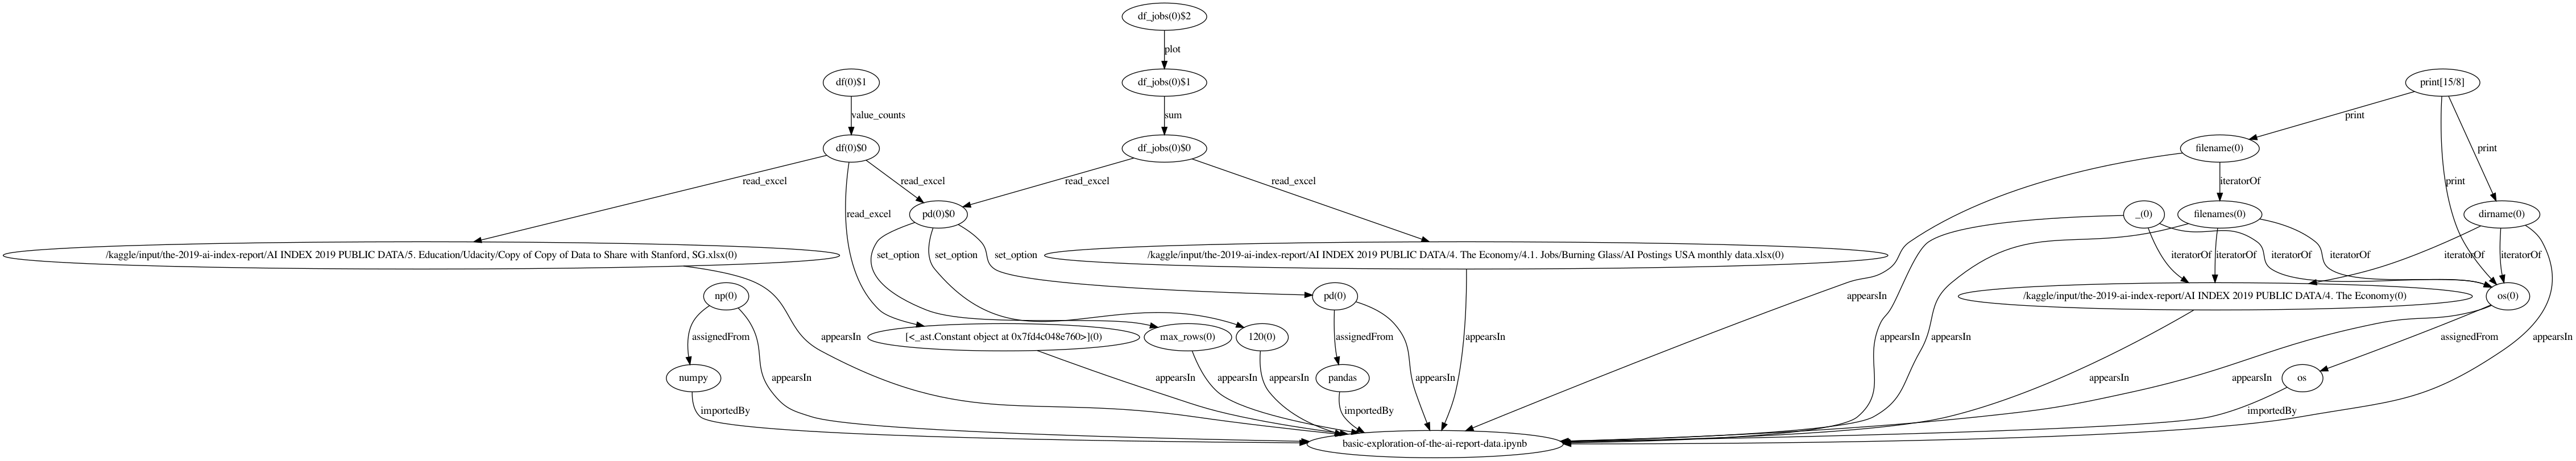 df_jobs(0)$2
plot
df(0)$1
df_jobs(0)$1
print[15/8]
value_counts
sum
print
df(0)$0
df_jobs(0)$0
filename(0)
print
read_excel
read_excel
read_excel
read_excel
iteratorOf
print
read_excel
pd(0)$0
_(0)
filenames(0)
dirname(0)
/kaggle/input/the-2019-ai-index-report/AI INDEX 2019 PUBLIC DATA/5. Education/Udacity/Copy of Copy of Data to Share with Stanford, SG.xlsx(0)
set_option
set_option
set_option
/kaggle/input/the-2019-ai-index-report/AI INDEX 2019 PUBLIC DATA/4. The Economy/4.1. Jobs/Burning Glass/AI Postings USA monthly data.xlsx(0)
iteratorOf
iteratorOf
iteratorOf
iteratorOf
iteratorOf
iteratorOf
np(0)
pd(0)
appearsIn
/kaggle/input/the-2019-ai-index-report/AI INDEX 2019 PUBLIC DATA/4. The Economy(0)
os(0)
assignedFrom
appearsIn
[<_ast.Constant object at 0x7fd4c048e760>](0)
max_rows(0)
120(0)
assignedFrom
appearsIn
appearsIn
appearsIn
assignedFrom
appearsIn
numpy
appearsIn
appearsIn
appearsIn
appearsIn
pandas
appearsIn
appearsIn
appearsIn
os
importedBy
importedBy
importedBy
basic-exploration-of-the-ai-report-data.ipynb